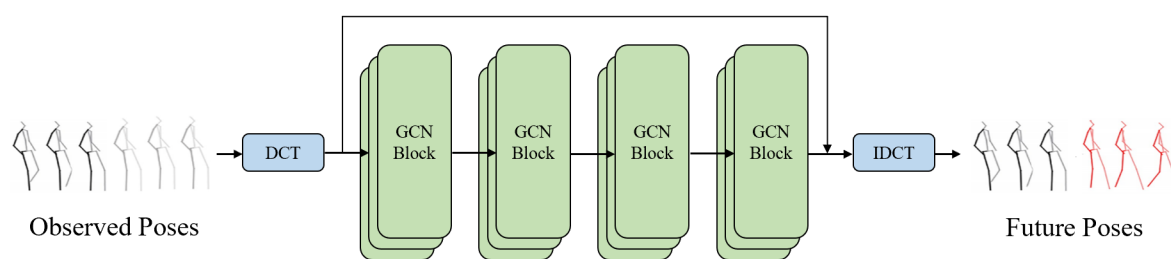 Observed Poses
DCT
GCN
Block
GCN
Block
GCN
Block
GCN
Block
IDCT
Future Poses